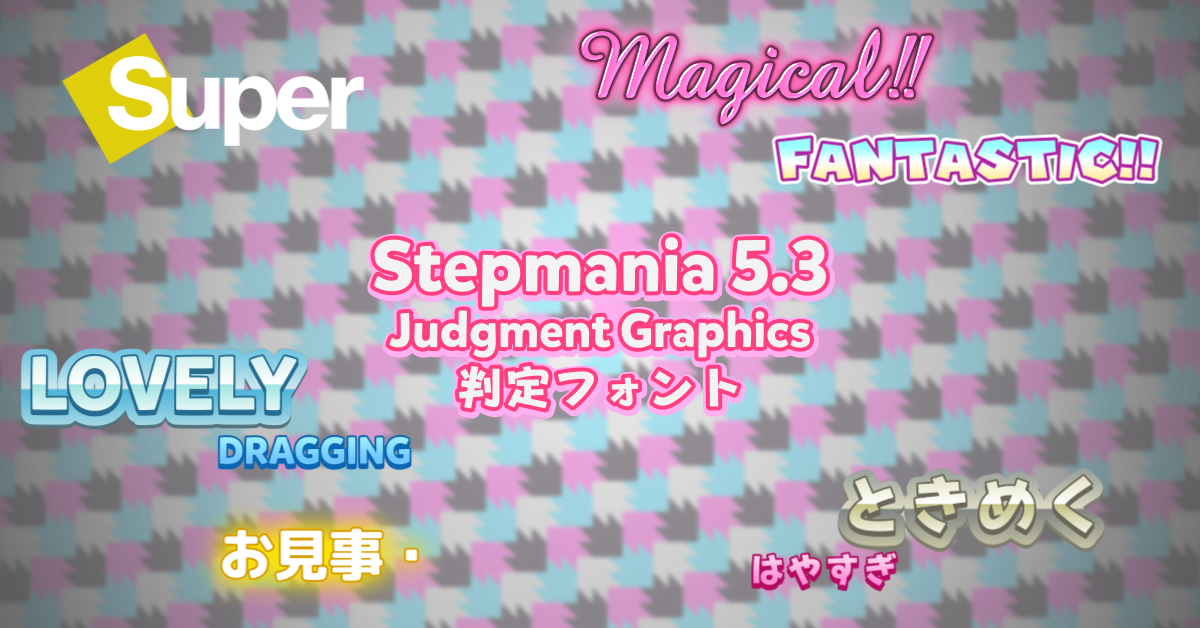 Super
Magical!!
FANTASTIC!!
Stepmania 5.3
Judgment Graphics
判定フォント
LOVELY
DRAGGING
お見事・
ときめく
はやすぎ